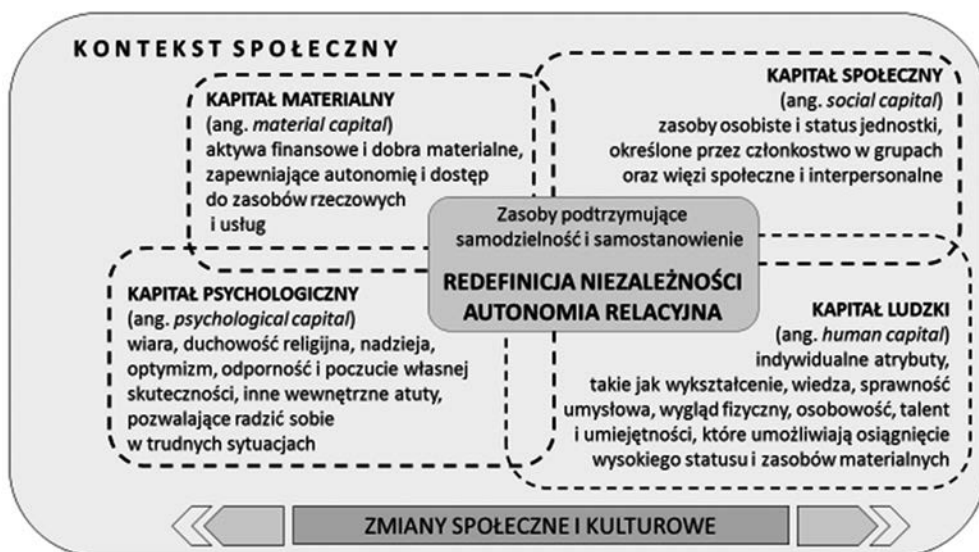 KONTEKST SPOŁECZNY
KAPITAŁ MATERIALNY
(ang. material capital)
aktywa finansowe i dobra materialne,
zapewniające autonomię i dostęp
do zasobów rzeczowych
i usług
KAPITAŁ SPOŁECZNY
(ang. social capital)
zasoby osobiste i status jednostki,
określone przez członkostwo w grupach
oraz więzi społeczne i interpersonalne
Zasoby podtrzymujące
samodzielność i samostanowienie
REDEFINICJA NIEZALEŻNOŚCI
AUTONOMIA RELACYJNA
KAPITAŁ PSYCHOLOGICZNY
(ang. psychological capital)
wiara, duchowość religijna, nadzieja,
optymizm, odporność i poczucie własnej
skuteczności, inne wewnętrzne atuty,
pozwalające radzić sobie
w trudnych sytuacjach
KAPITAŁ LUDZKI
(ang. human capital)
indywidualne atrybuty,
takie jak wykształcenie, wiedza, sprawność
umysłowa, wygląd fizyczny, osobowość, talent
i umiejętności, które umożliwiają osiągnięcie
wysokiego statusu i zasobów materialnych
ZMIANY SPOŁECZNE I KULTUROWE